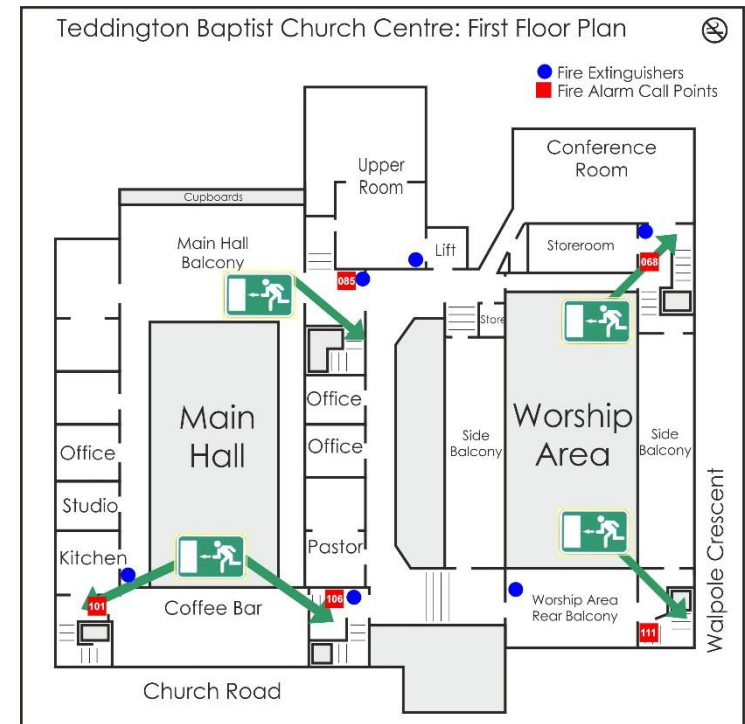 Teddington Baptist Church Centre: First Floor Plan
Fire Extinguishers
Fire Alarm Call Points
Conference
Room
Upper
Room
Cupboards
Main Hall
Balcony
Lift
Storeroom
068
085
Store
Office
Main
Hall
Office
Office
Worship
Area
Side
Balcony
Side
Balcony
Studio
Kitchen
Pastor
Walpole Crescent
101
Coffee Bar
106
Worship Area
Rear Balcony
111
Church Road